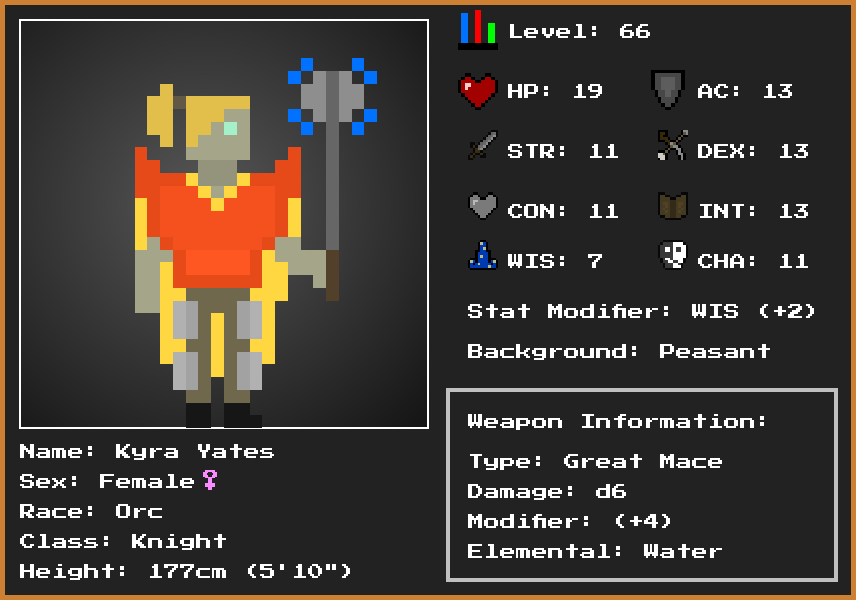 Level: 66
HP: 19 AC: 13
STR: 11 DEX: 13
CON: 11 INT: 13
WIS: 7 CHA: 11
Stat Modifier: WIS (+2)
Background: Peasant
Weapon Information:
Type: Great Mace
Damage: d6
Modifier: (+4)
Elemental: Water
Name: Kyra Yates
Sex: Female♀
Race: Orc
Class: Knight
Height: 177cm (5'10")